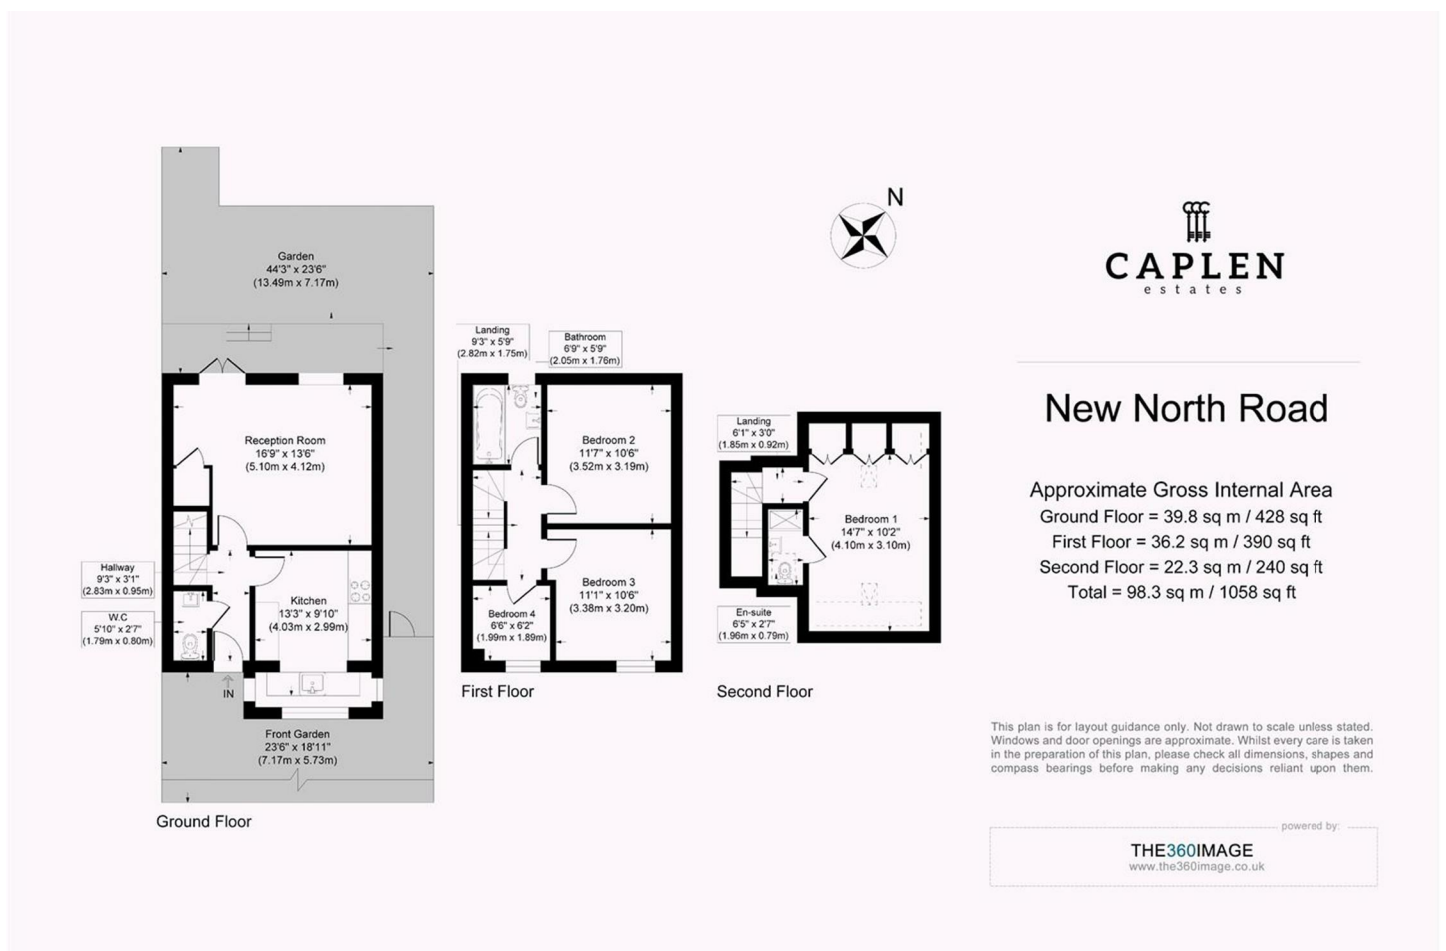 Garden
44'3" x 23'6"
(13.49m x 7.17m)
Reception Room
16'9" x 13'6"
(5.10m x 4.12m)
Hallway
9'3" x 3'1"
(2.83m x 0.95m)
W.C
5'10" x 2'7"
(1.79m x 0.80m)
Kitchen
13'3" x 9'10"
(4.03m x 2.99m)
IN
Front Garden
23'6" x 18'11"
(7.17m x 5.73m)
Ground Floor
Landing
9'3" x 5'9"
(2.82m x 1.75m)
Bathroom
6'9" x 5'9"
(2.05m x 1.76m)
Bedroom 2
11'7" x 10'6"
(3.52m x 3.19m)
Bedroom 3
11'1" x 10'6"
(3.38m x 3.20m)
Bedroom 4
6'6" x 6'2"
(1.99m x 1.89m)
First Floor
Landing
6'1" x 3'0"
(1.85m x 0.92m)
Bedroom 1
14'7" x 10'2"
(4.10m x 3.10m)
En-suite
6'5" x 2'7"
(1.96m x 0.79m)
Second Floor
N
CAPLEN
estates
New North Road
Approximate Gross Internal Area
Ground Floor = 39.8 sq m / 428 sq ft
First Floor = 36.2 sq m / 390 sq ft
Second Floor = 22.3 sq m / 240 sq ft
Total = 98.3 sq m / 1058 sq ft
This plan is for layout guidance only. Not drawn to scale unless stated.
Windows and door openings are approximate. Whilst every care is taken
in the preparation of this plan, please check all dimensions, shapes and
compass bearings before making any decisions reliant upon them.
powered by:
THE360IMAGE
www.the360image.co.uk